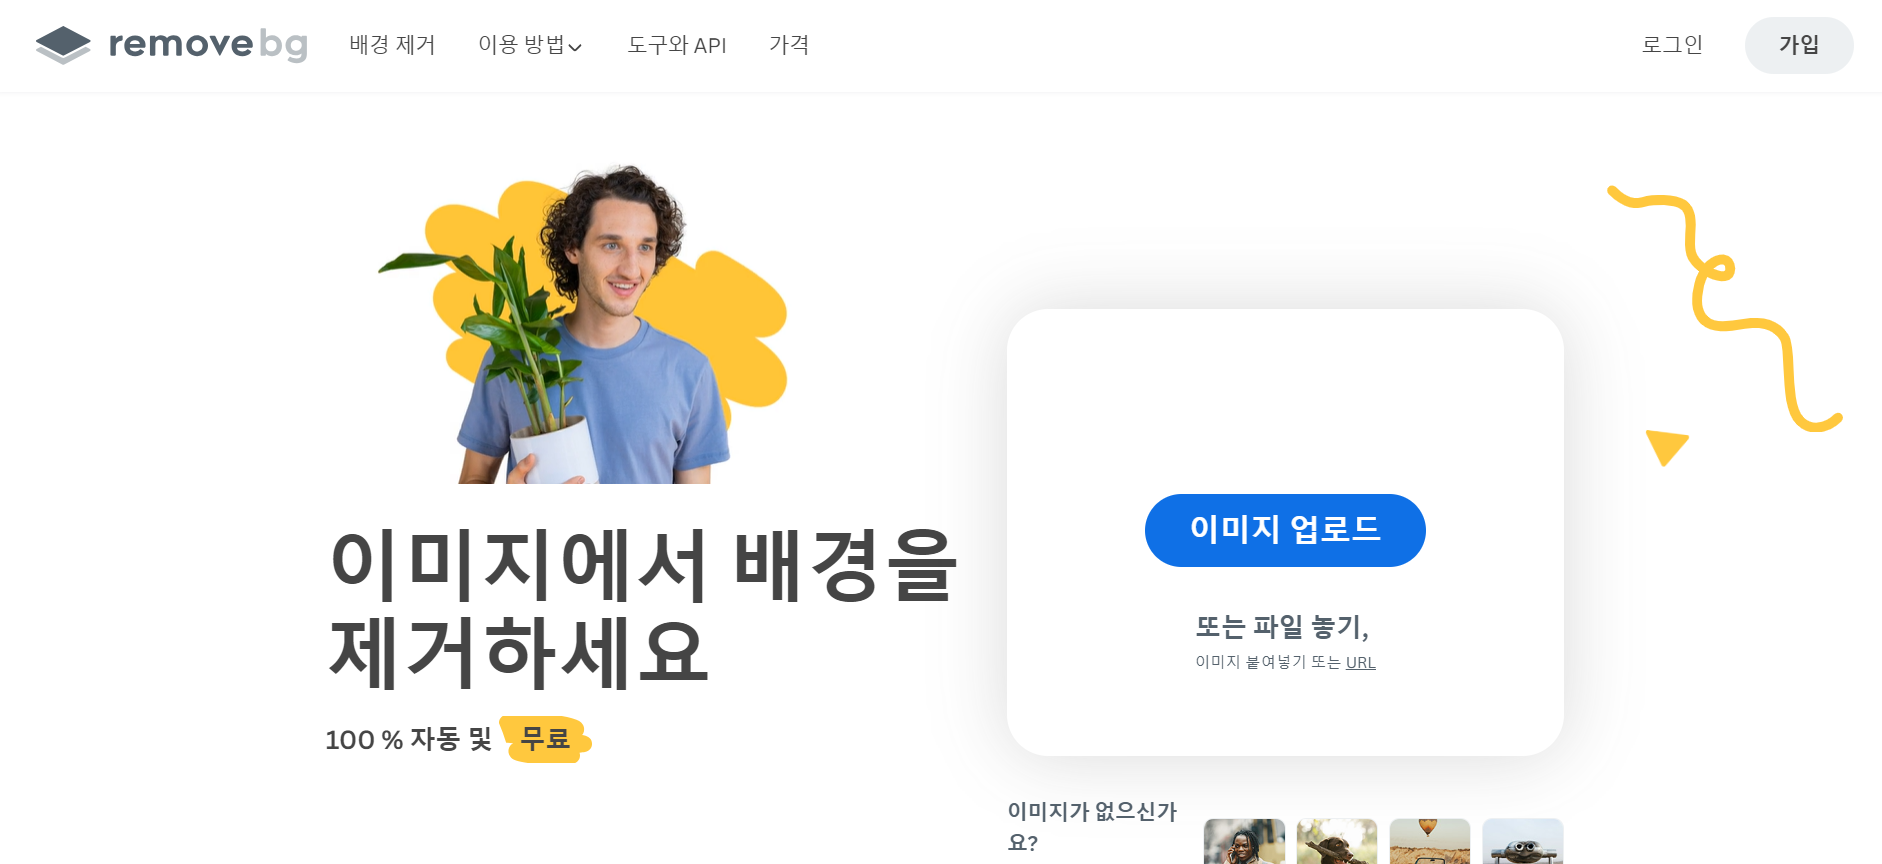 removebg 배경 제거 이용 방법 도구와 API 가격 로그인 가입
이미지에서 배경을
제거하세요
100 % 자동 및 무료
이미지 업로드
또는 파일 놓기,
이미지 붙여넣기 또는 URL
이미지가 없으신가
요?